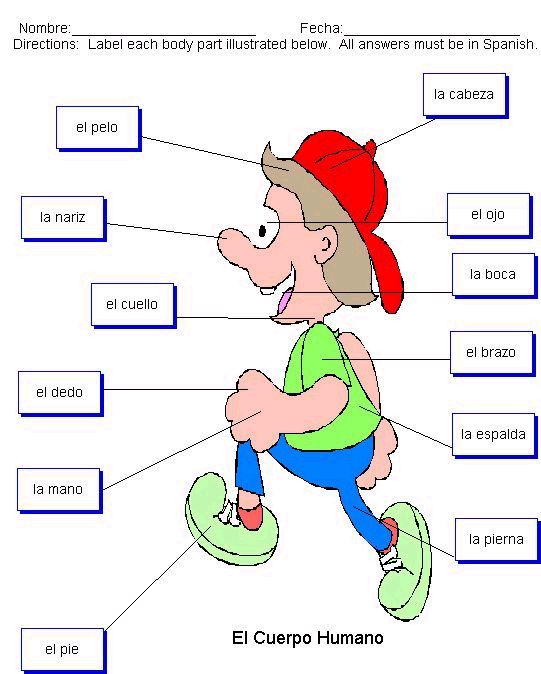 Nombre:________________________ Fecha:_______________________
Directions: Label each body part illustrated below. All answers must be in Spanish.
la cabeza
el pelo
la nariz
el ojo
la boca
el cuello
el brazo
el dedo
la espalda
la mano
la pierna
el pie
El Cuerpo Humano